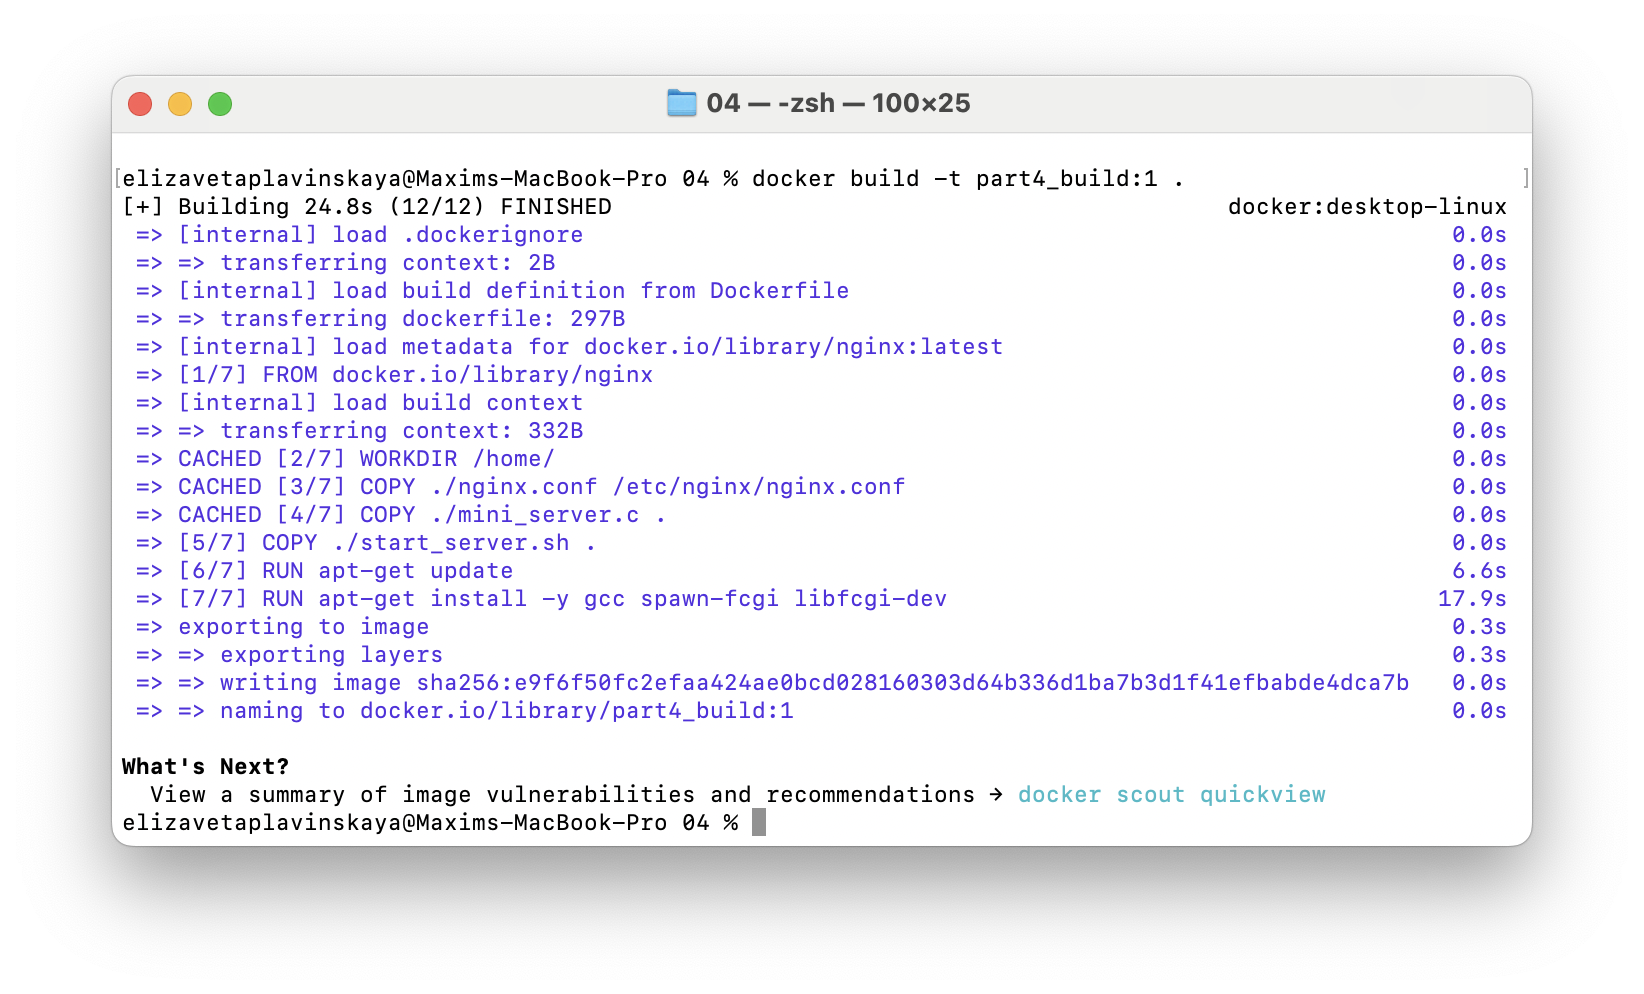 04 — -zsh — 100×25
[elizavetaplavinskaya@Maxims-MacBook-Pro 04 % docker build -t part4_build:1 . ]
[+] Building 24.8s (12/12) FINISHED docker:desktop-linux
=> [internal] load .dockerignore 0.0s
=> => transferring context: 2B 0.0s
=> [internal] load build definition from Dockerfile 0.0s
=> => transferring dockerfile: 297B 0.0s
=> [internal] load metadata for docker.io/library/nginx:latest 0.0s
=> [1/7] FROM docker.io/library/nginx 0.0s
=> [internal] load build context 0.0s
=> => transferring context: 332B 0.0s
=> CACHED [2/7] WORKDIR /home/ 0.0s
=> CACHED [3/7] COPY ./nginx.conf /etc/nginx/nginx.conf 0.0s
=> CACHED [4/7] COPY ./mini_server.c . 0.0s
=> [5/7] COPY ./start_server.sh . 0.0s
=> [6/7] RUN apt-get update 6.6s
=> [7/7] RUN apt-get install -y gcc spawn-fcgi libfcgi-dev 17.9s
=> exporting to image 0.3s
=> => exporting layers 0.3s
=> => writing image sha256:e9f6f50fc2efaa424ae0bcd028160303d64b336d1ba7b3d1f41efbabde4dca7b 0.0s
=> => naming to docker.io/library/part4_build:1 0.0s
What's Next?
View a summary of image vulnerabilities and recommendations → docker scout quickview
elizavetaplavinskaya@Maxims-MacBook-Pro 04 %